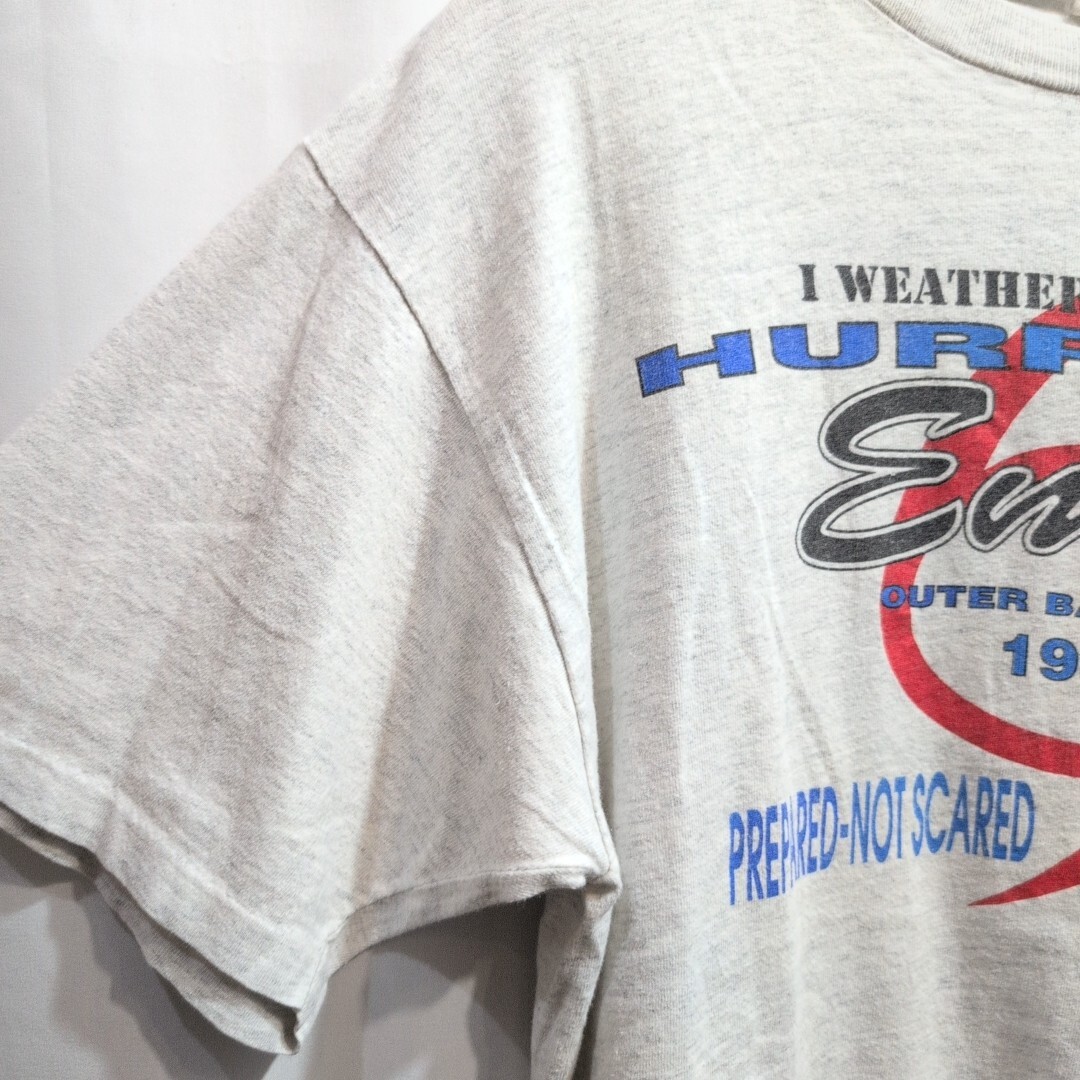 I WEATHER
HURR
Em
OUTER BA
19
PREPARED-NOT SCARED